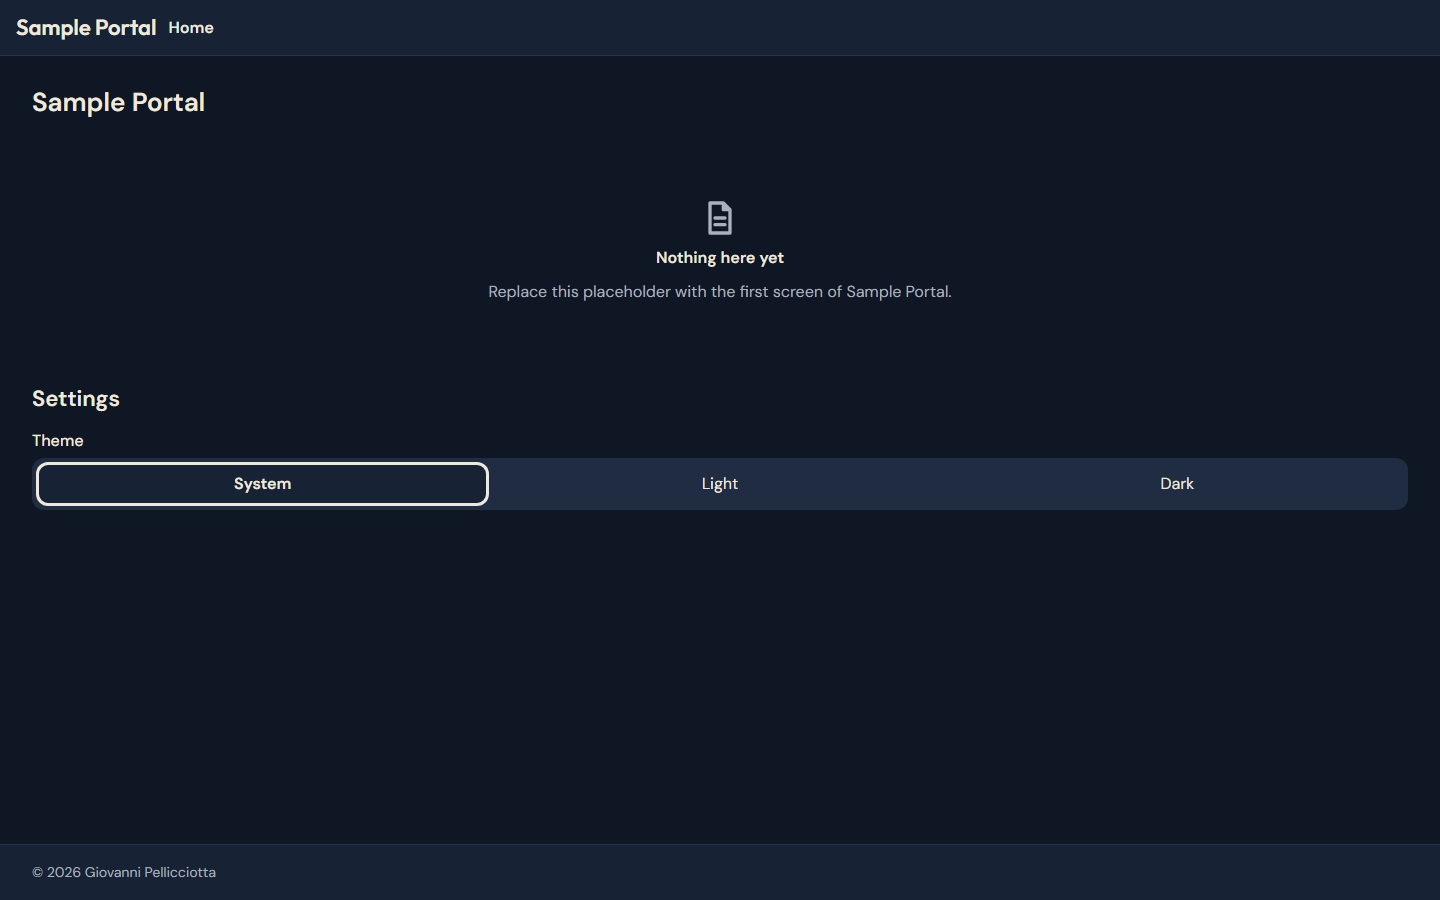 Sample Portal Home
Sample Portal
Nothing here yet
Replace this placeholder with the first screen of Sample Portal.
Settings
Theme
System Light Dark
© 2026 Giovanni Pellicciotta